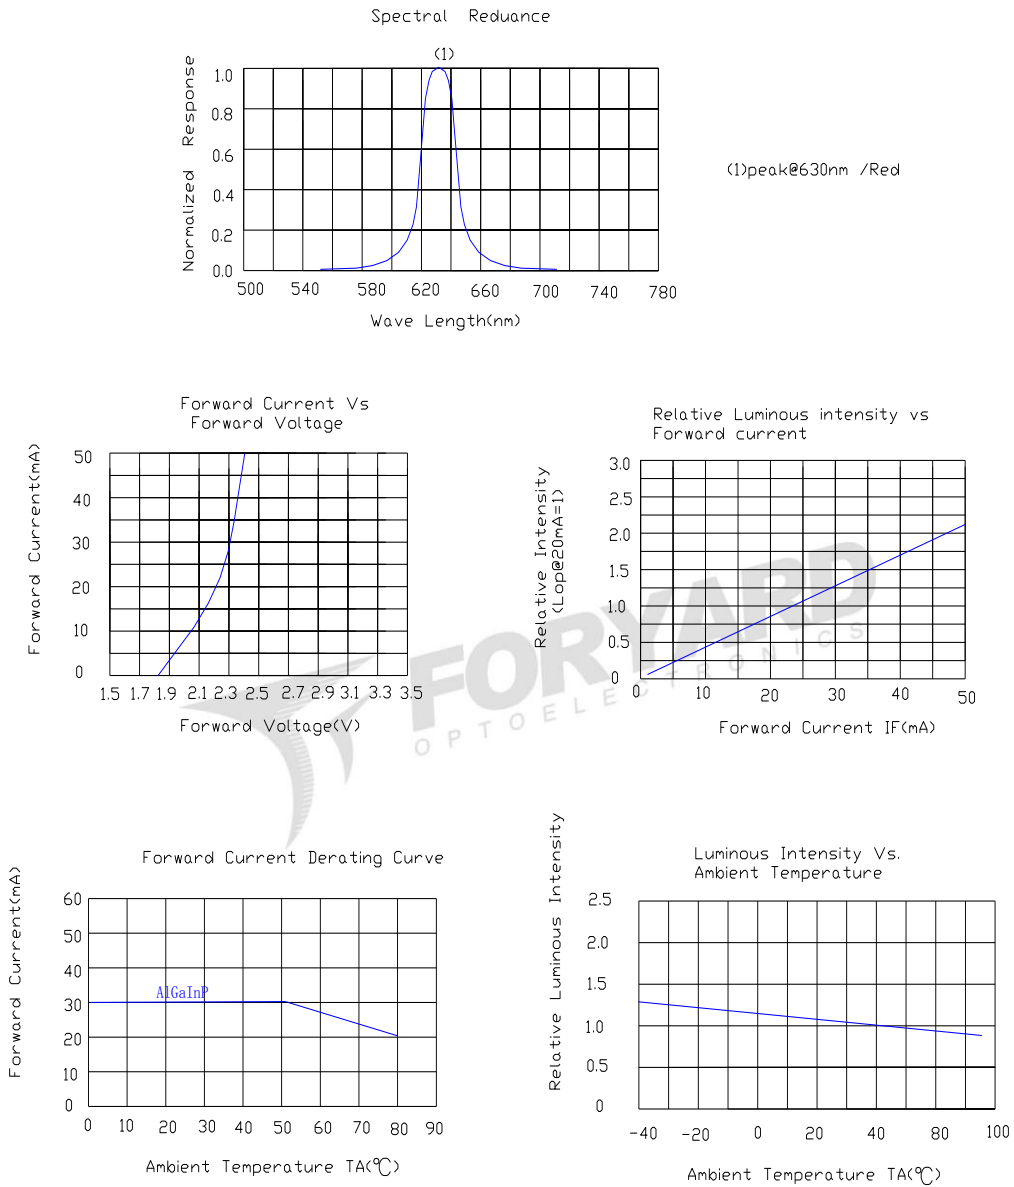 Spectral Reduance
(1)
Normalized Response
1.0
0.8
0.6
0.4
0.2
0.0
500 540 580 620 660 700 740 780
Wave Length(nm)
(1)peak@630nm /Red
Forward Current Vs
Forward Voltage
Forward Current(mA)
50
40
30
20
10
0
1.5 1.7 1.9 2.1 2.3 2.5 2.7 2.9 3.1 3.3 3.5
Forward Voltage(V)
Relative Luminous intensity vs
Forward current
Relative Intensity
(Lop@20mA=1)
3.0
2.5
2.0
1.5
1.0
0.5
0
0 10 20 30 40 50
Forward Current IF(mA)
FORYARD
OPTOELECTRONICS
Forward Current Derating Curve
Forward Current(mA)
60
50
40
30
20
10
0
AlGaInP
0 10 20 30 40 50 60 70 80 90
Ambient Temperature TA(℃)
Luminous Intensity Vs.
Ambient Temperature
Relative Luminous Intensity
2.5
2.0
1.5
1.0
0.5
0
-40 -20 0 20 40 80 60 100
Ambient Temperature TA(℃)